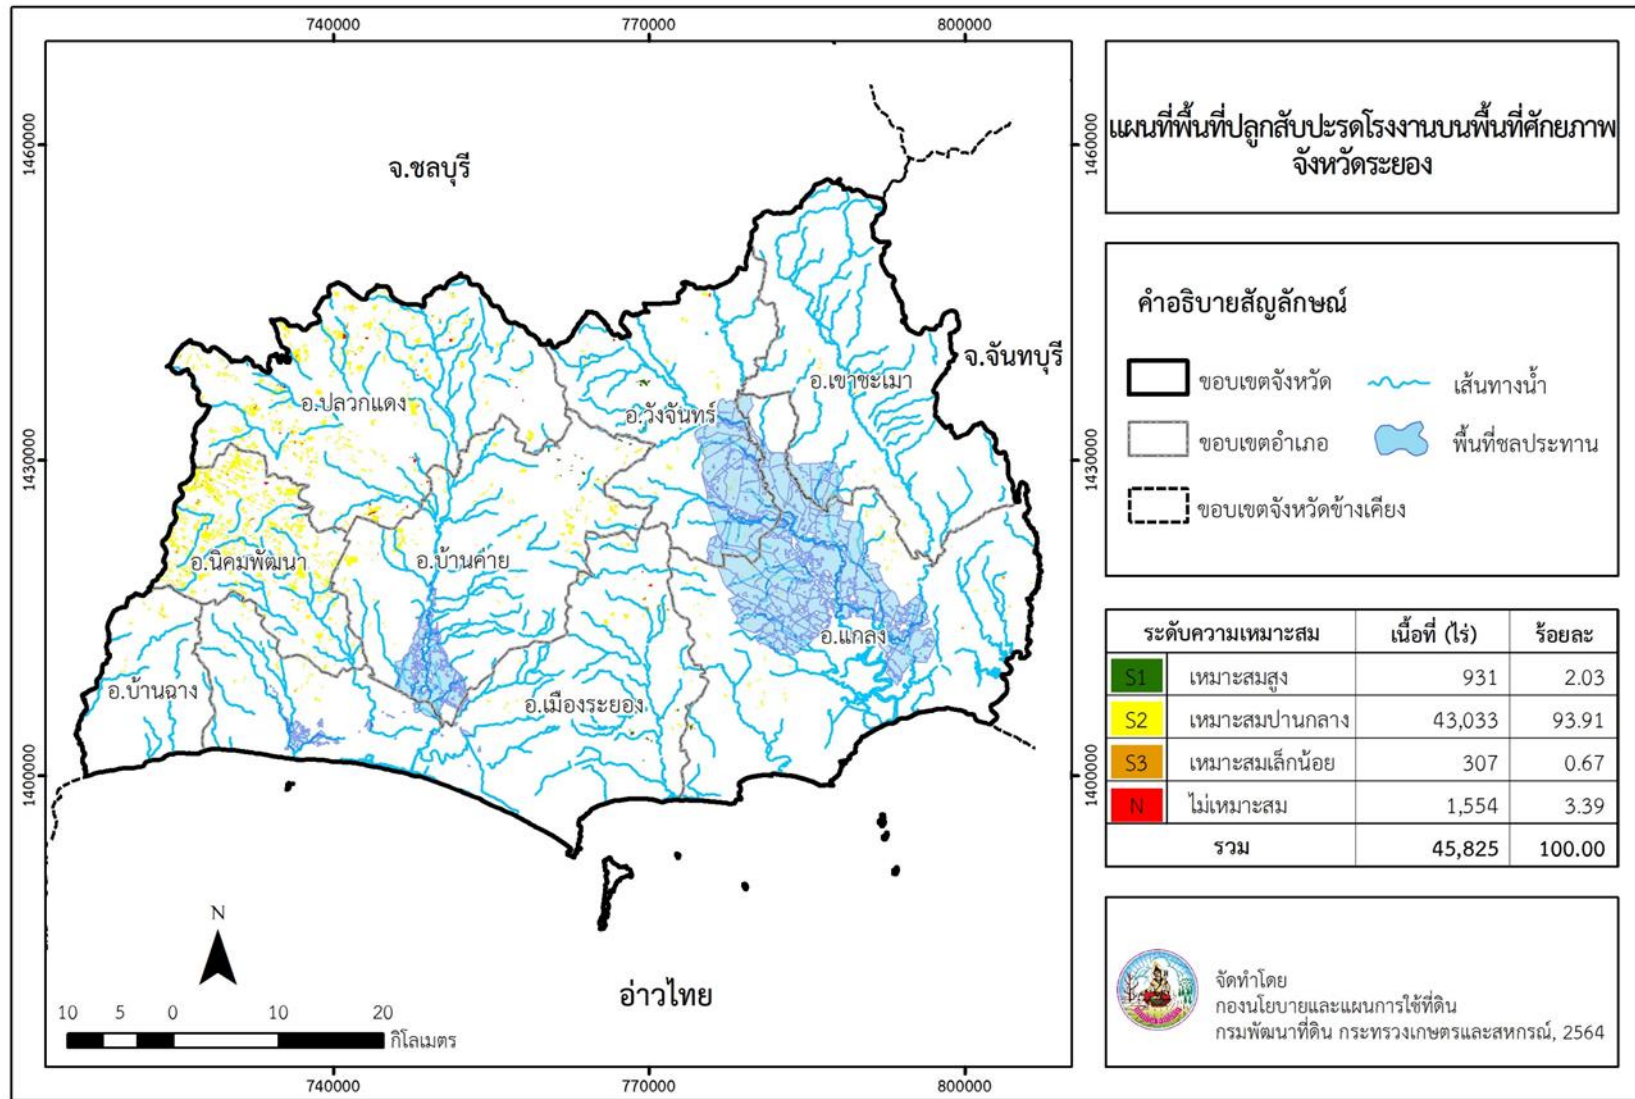 740000
770000
800000
1460000
1430000
1400000
1460000
1430000
1400000
740000
770000
800000
จ.ชลบุรี
จ.จันทบุรี
อ.เขาชะเมา
อ.ปลวกแดง
อ.วังจันทร์
อ.นิคมพัฒนา
อ.บ้านค่าย
อ.แกลง
อ.บ้านฉาง
อ.เมืองระยอง
อ่าวไทย
N
10 5 0 10 20
กิโลเมตร
แผนที่พื้นที่ปลูกสับปะรดโรงงานบนพื้นที่ศักยภาพ
จังหวัดระยอง
คำอธิบายสัญลักษณ์
ขอบเขตจังหวัด เส้นทางน้ำ
ขอบเขตอำเภอ พื้นที่ชลประทาน
ขอบเขตจังหวัดข้างเคียง
ระดับความเหมาะสม เนื้อที่ (ไร่) ร้อยละ
S1 เหมาะสมสูง 931 2.03
S2 เหมาะสมปานกลาง 43,033 93.91
S3 เหมาะสมเล็กน้อย 307 0.67
N ไม่เหมาะสม 1,554 3.39
รวม 45,825 100.00
จัดทำโดย
กองนโยบายและแผนการใช้ที่ดิน
กรมพัฒนาที่ดิน กระทรวงเกษตรและสหกรณ์, 2564